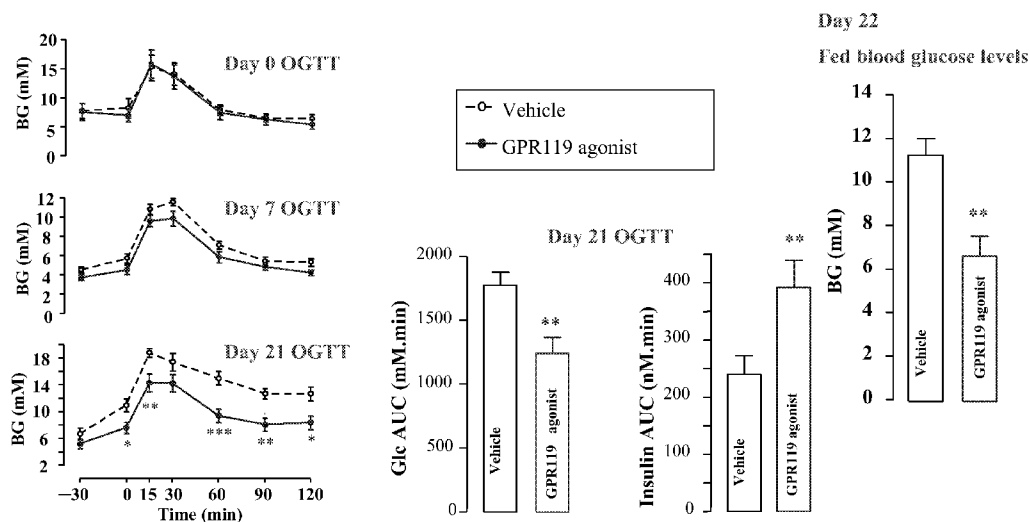 Day 0 OGTT
BG (mM)
20
15
10
5
0
Day 7 OGTT
BG (mM)
12
10
8
6
4
2
0
Day 21 OGTT
BG (mM)
18
14
10
6
2
*
**
***
**
*
−30
0
15
30
60
90
120
Time (min)
Vehicle
GPR119 agonist
Day 21 OGTT
Glc AUC (mM.min)
2000
1500
1000
500
0
Vehicle
**
GPR119 agonist
Insulin AUC (nM.min)
400
300
200
100
0
Vehicle
**
GPR119 agonist
Day 22
Fed blood glucose levels
BG (mM)
14
12
10
8
6
4
2
0
Vehicle
**
GPR119 agonist